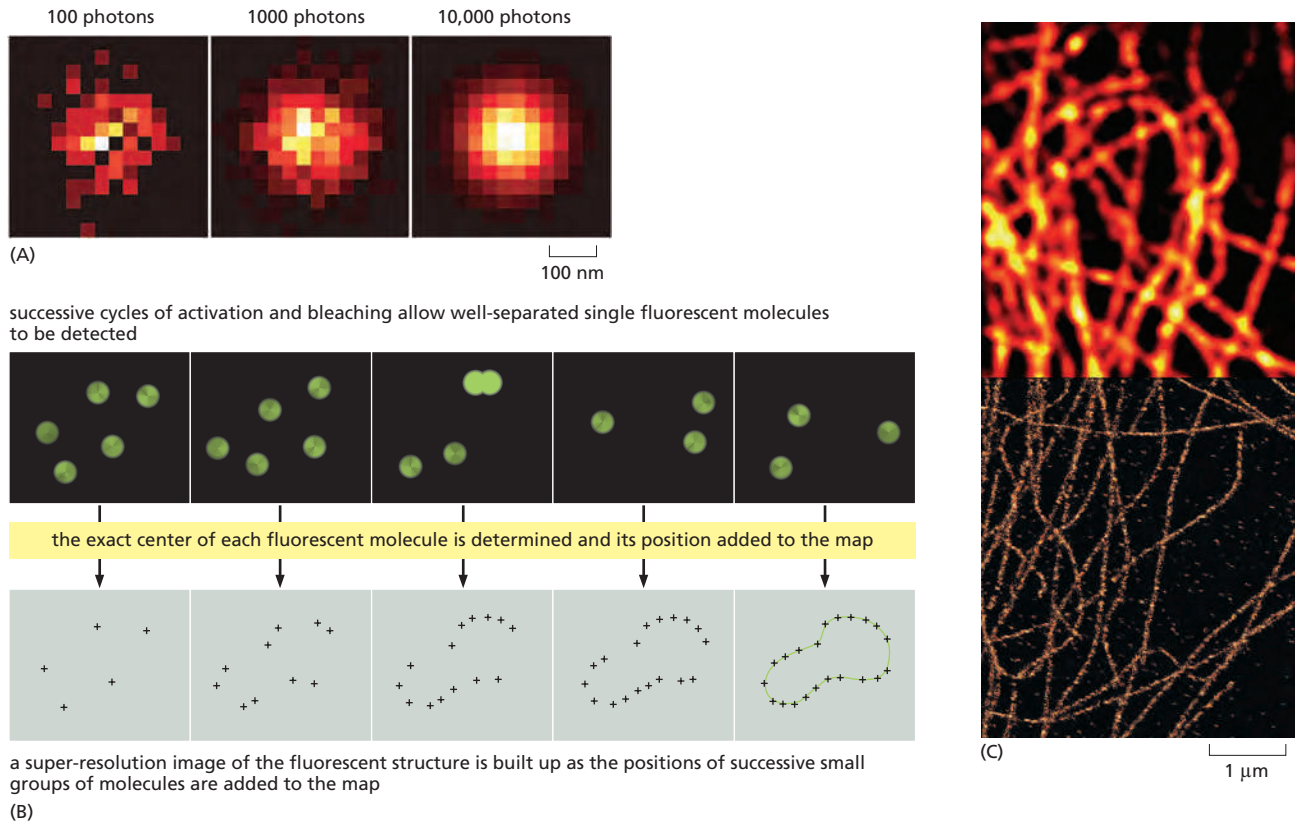 100 photons
1000 photons
10,000 photons
(A)
100 nm
successive cycles of activation and bleaching allow well-separated single fluorescent molecules
to be detected
the exact center of each fluorescent molecule is determined and its position added to the map
a super-resolution image of the fluorescent structure is built up as the positions of successive small
groups of molecules are added to the map
(B)
(C)
1 μm